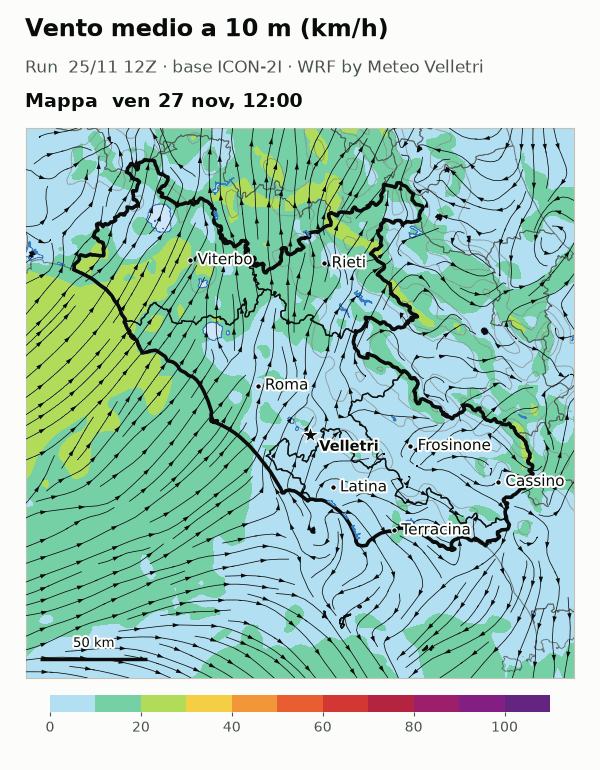 Vento medio a 10 m (km/h)
Run 25/11 12Z · base ICON-2I · WRF by Meteo Velletri
Mappa ven 27 nov, 12:00
Viterbo
Rieti
Roma
Velletri
Frosinone
Cassino
Latina
Terracina
50 km
0 20 40 60 80 100